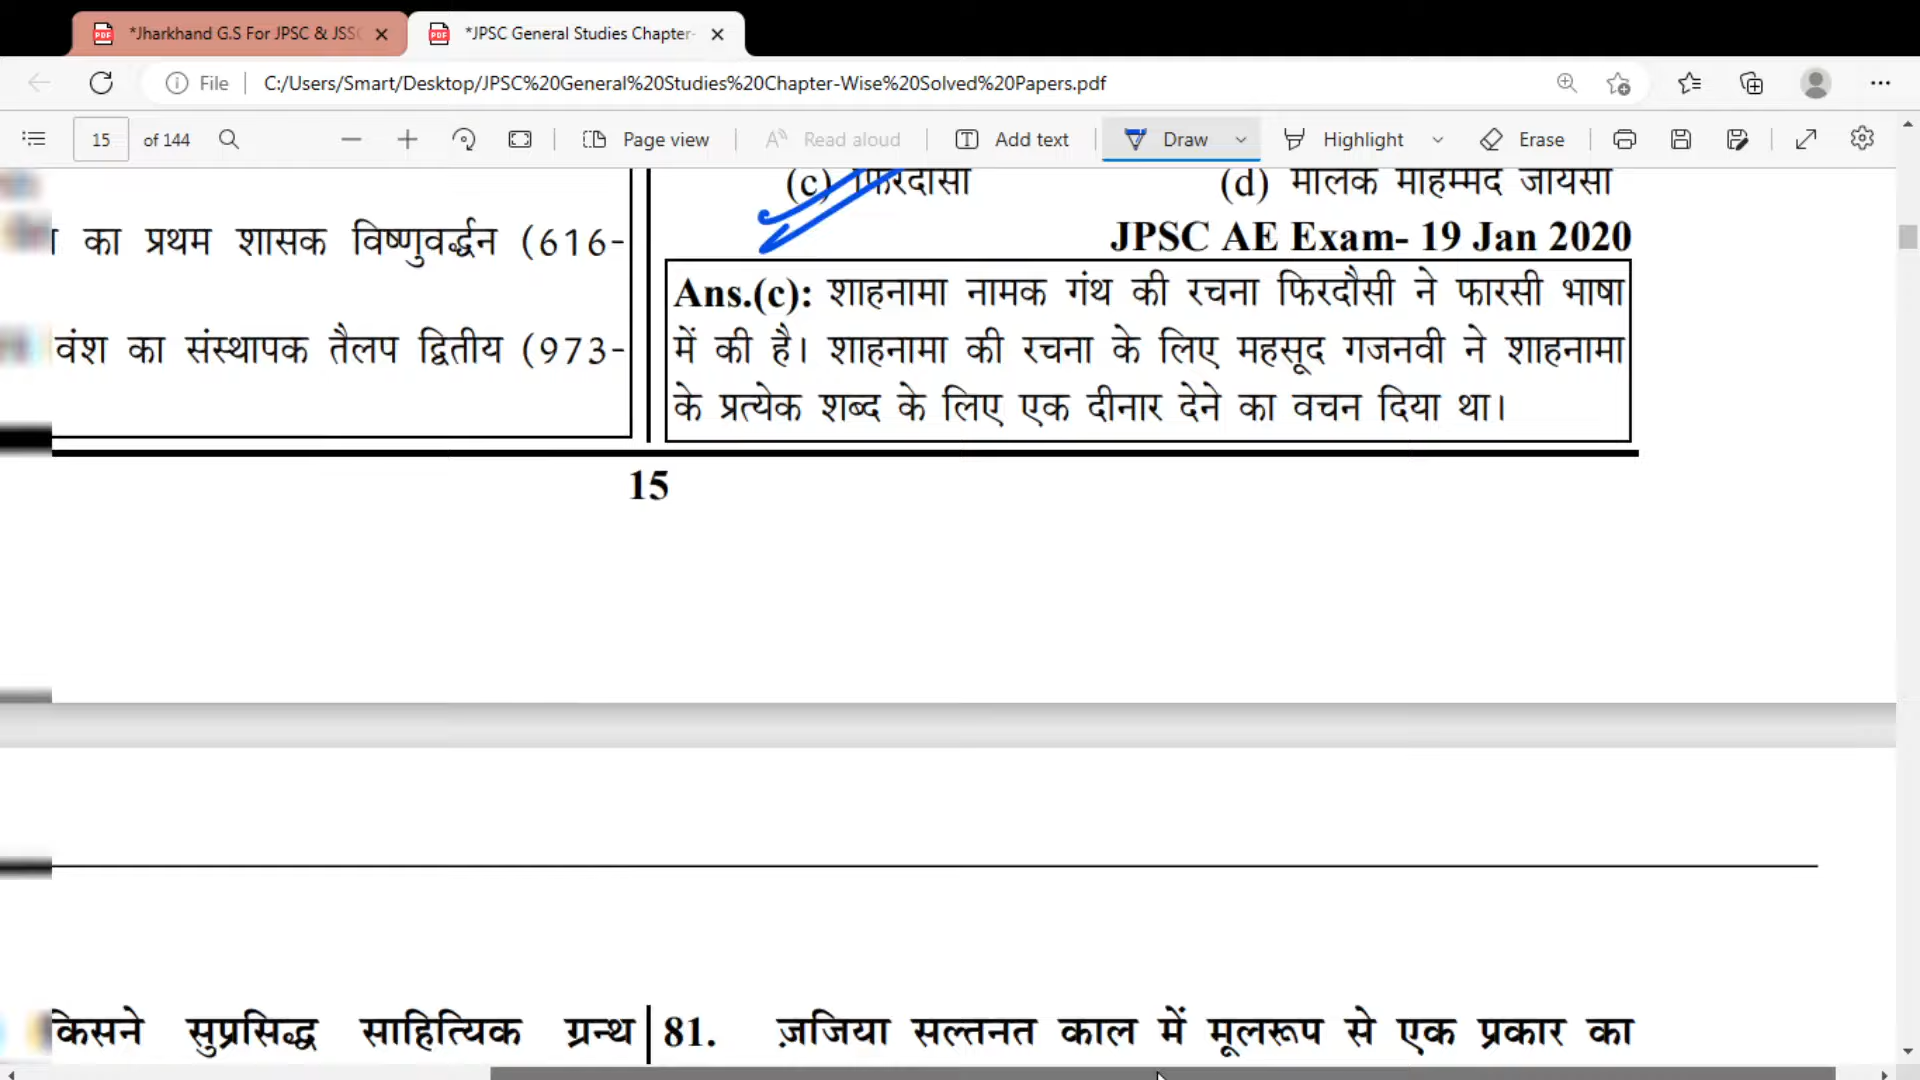 *Jharkhand G.S For JPSC & JSSC
*JPSC General Studies Chapter-
File
C:/Users/Smart/Desktop/JPSC%20General%20Studies%20Chapter-Wise%20Solved%20Papers.pdf
15 of 144
Page view
Read aloud
Add text
Draw
Highlight
Erase
का प्रथम शासक विष्णुवर्द्धन (616-
वंश का संस्थापक तैलप द्वितीय (973-
(c) फिरदौसी (d) मलिक मोहम्मद जायसी
JPSC AE Exam- 19 Jan 2020
Ans.(c): शाहनामा नामक गंथ की रचना फिरदौसी ने फारसी भाषा
में की है। शाहनामा की रचना के लिए महसूद गजनवी ने शाहनामा
के प्रत्येक शब्द के लिए एक दीनार देने का वचन दिया था।
15
किसने सुप्रसिद्ध साहित्यिक ग्रन्थ
81. ज़जिया सल्तनत काल में मूलरूप से एक प्रकार का